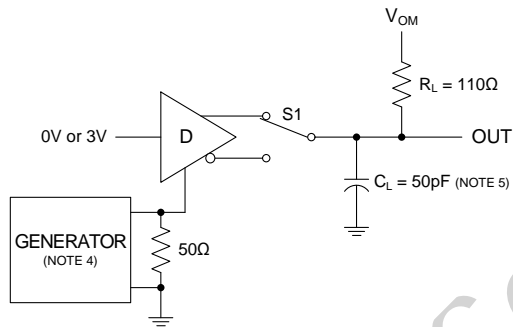 V_OM
R_L = 110Ω
S1
0V or 3V
D
OUT
C_L = 50pF (NOTE 5)
GENERATOR
(NOTE 4)
50Ω